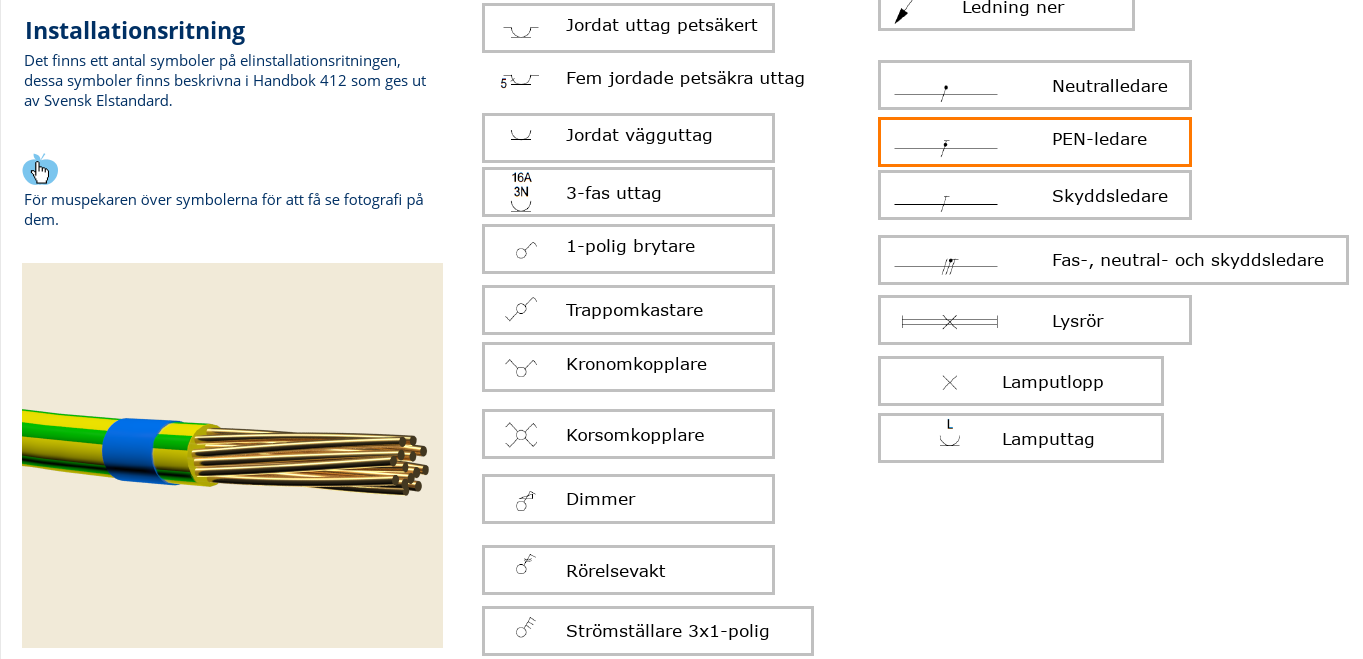 Installationsritning
Det finns ett antal symboler på elinstallationsritningen,
dessa symboler finns beskrivna i Handbok 412 som ges ut
av Svensk Elstandard.
För muspekaren över symbolerna för att få se fotografi på
dem.
Jordat uttag petsäkert
5
Fem jordade petsäkra uttag
Jordat vägguttag
16A
3N
3-fas uttag
1-polig brytare
Trappomkastare
Kronomkopplare
Korsomkopplare
Dimmer
Rörelsevakt
Strömställare 3x1-polig
Ledning ner
Neutralledare
PEN-ledare
Skyddsledare
Fas-, neutral- och skyddsledare
Lysrör
Lamputlopp
L
Lamputtag